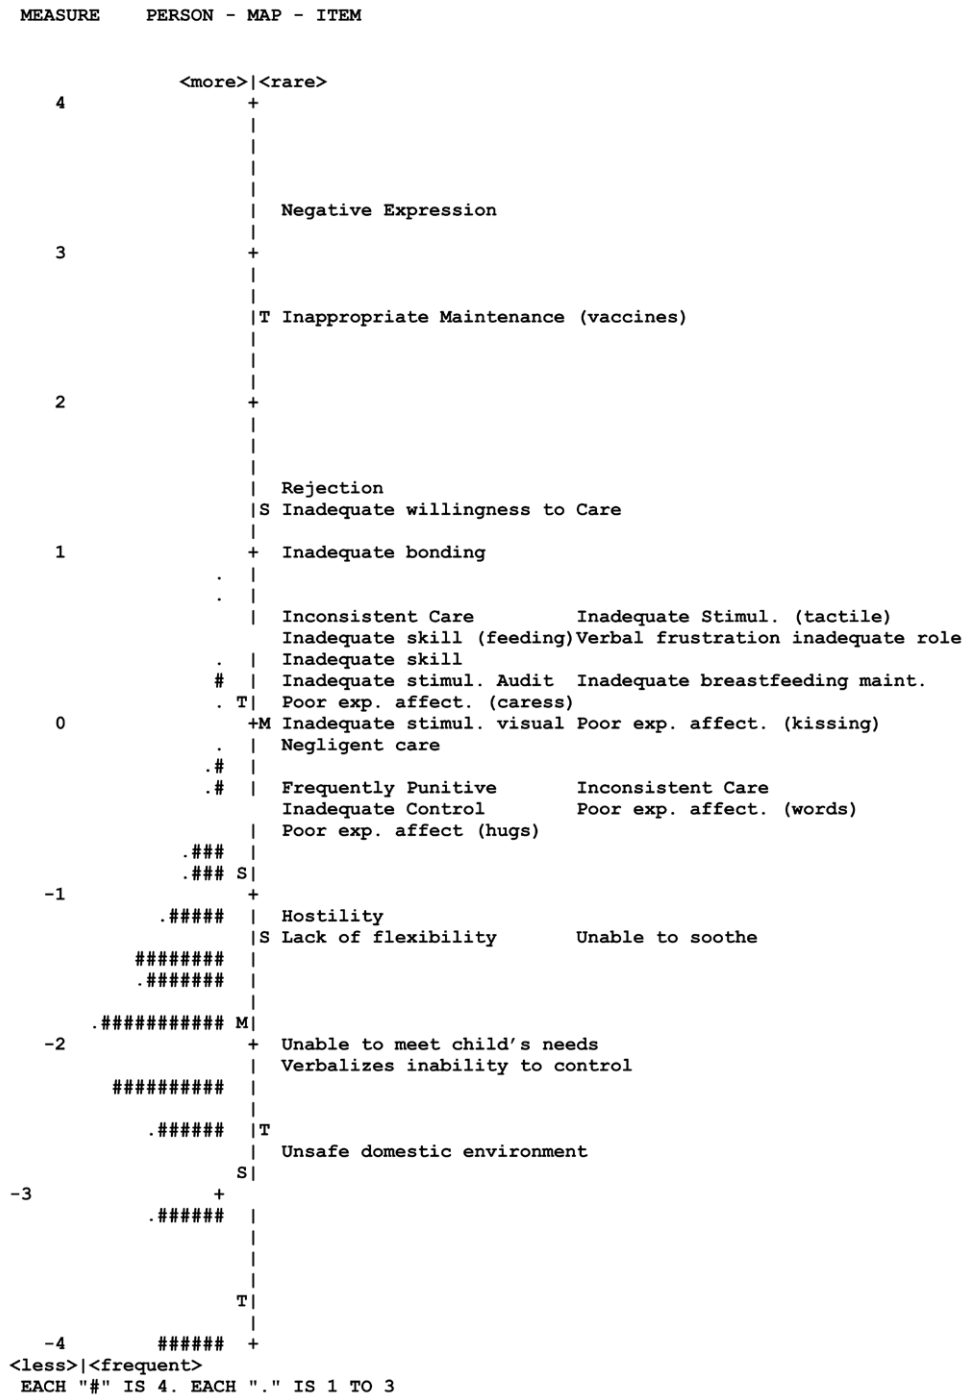 MEASURE PERSON - MAP - ITEM
<more>|<rare>
4 +
|
|
|
|
| Negative Expression
|
3 +
|
|
|T Inappropriate Maintenance (vaccines)
|
|
|
2 +
|
|
|
| Rejection
|S Inadequate willingness to Care
|
1 + Inadequate bonding
. |
. |
| Inconsistent Care Inadequate Stimul. (tactile)
Inadequate skill (feeding)Verbal frustration inadequate role
. | Inadequate skill
# | Inadequate stimul. Audit Inadequate breastfeeding maint.
. T| Poor exp. affect. (caress)
0 +M Inadequate stimul. visual Poor exp. affect. (kissing)
. | Negligent care
.# |
.# | Frequently Punitive Inconsistent Care
Inadequate Control Poor exp. affect. (words)
| Poor exp. affect (hugs)
.### |
.### S|
-1 +
.##### | Hostility
|S Lack of flexibility Unable to soothe
######## |
.####### |
|
.########### M|
-2 + Unable to meet child's needs
| Verbalizes inability to control
########## |
|
.###### |T
| Unsafe domestic environment
S|
-3 +
.###### |
|
|
|
T|
|
-4 ###### +
<less>|<frequent>
EACH "#" IS 4. EACH "." IS 1 TO 3